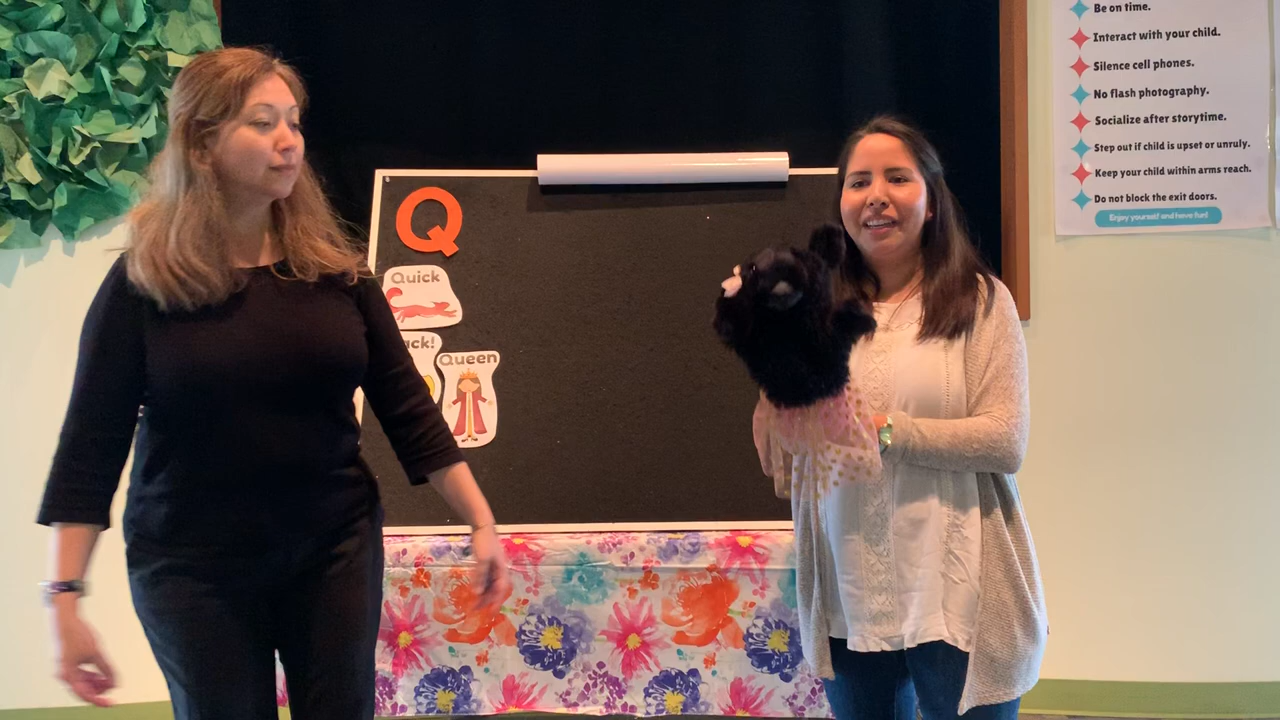 Be on time.
Interact with your child.
Silence cell phones.
No flash photography.
Socialize after storytime.
Step out if child is upset or unruly.
Keep your child within arms reach.
Do not block the exit doors.
Enjoy yourself and have fun!
Q
Quick
Queen